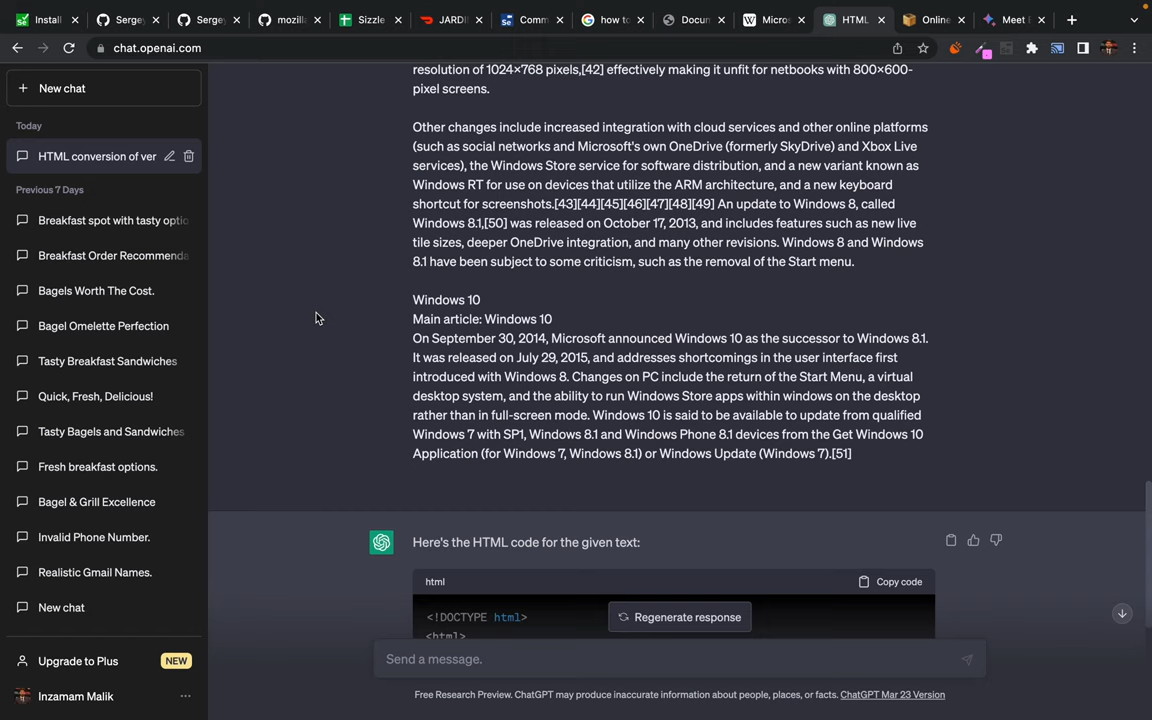 Install
Sergey
Serge
mozilla
Sizzle
JARDI
Comm
how to
Docun
Micros
HTML
Online
Meet
chat.openai.com
New chat
Today
HTML conversion of ver
Previous 7 Days
Breakfast spot with tasty optio
Breakfast Order Recommenda
Bagels Worth The Cost.
Bagel Omelette Perfection
Tasty Breakfast Sandwiches
Quick, Fresh, Delicious!
Tasty Bagels and Sandwiches
Fresh breakfast options.
Bagel & Grill Excellence
Invalid Phone Number.
Realistic Gmail Names.
New chat
Upgrade to Plus NEW
Inzamam Malik
resolution of 1024×768 pixels,[42] effectively making it unfit for netbooks with 800×600-
pixel screens.
Other changes include increased integration with cloud services and other online platforms
(such as social networks and Microsoft's own OneDrive (formerly SkyDrive) and Xbox Live
services), the Windows Store service for software distribution, and a new variant known as
Windows RT for use on devices that utilize the ARM architecture, and a new keyboard
shortcut for screenshots.[43][44][45][46][47][48][49] An update to Windows 8, called
Windows 8.1,[50] was released on October 17, 2013, and includes features such as new live
tile sizes, deeper OneDrive integration, and many other revisions. Windows 8 and Windows
8.1 have been subject to some criticism, such as the removal of the Start menu.
Windows 10
Main article: Windows 10
On September 30, 2014, Microsoft announced Windows 10 as the successor to Windows 8.1.
It was released on July 29, 2015, and addresses shortcomings in the user interface first
introduced with Windows 8. Changes on PC include the return of the Start Menu, a virtual
desktop system, and the ability to run Windows Store apps within windows on the desktop
rather than in full-screen mode. Windows 10 is said to be available to update from qualified
Windows 7 with SP1, Windows 8.1 and Windows Phone 8.1 devices from the Get Windows 10
Application (for Windows 7, Windows 8.1) or Windows Update (Windows 7).[51]
Here's the HTML code for the given text:
html Copy code
<!DOCTYPE html>
<html>
Regenerate response
Send a message.
Free Research Preview. ChatGPT may produce inaccurate information about people, places, or facts. ChatGPT Mar 23 Version